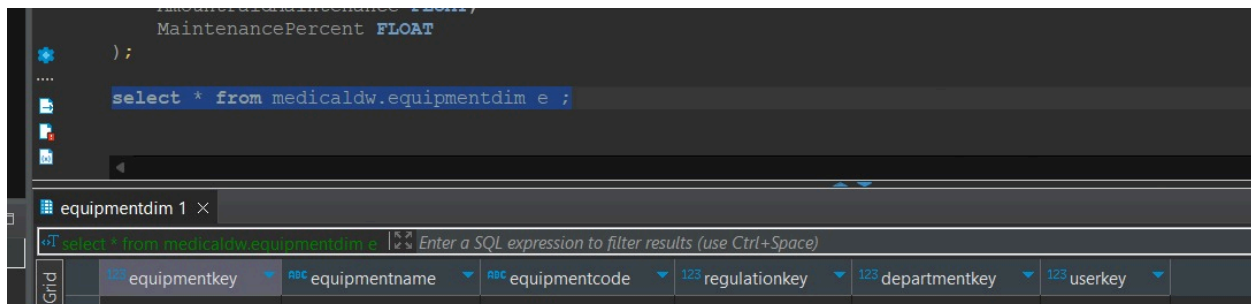 MaintenancePercent FLOAT
);
select * from medicaldw.equipmentdim e ;
equipmentdim 1
select * from medicaldw.equipmentdim e Enter a SQL expression to filter results (use Ctrl+Space)
Grid
123 equipmentkey ABC equipmentname ABC equipmentcode 123 regulationkey 123 departmentkey 123 userkey